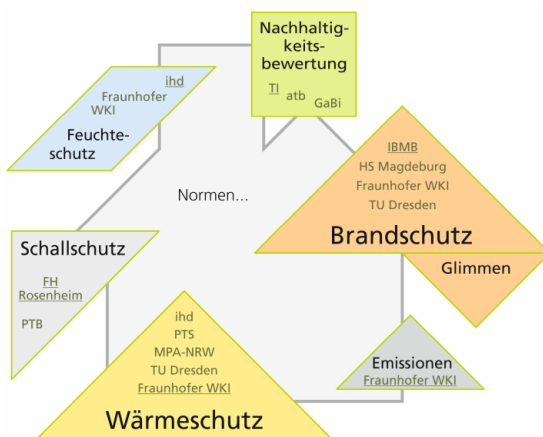 Nachhaltig-
keits-
bewertung
TI atb
GaBi
ihd
Fraunhofer
WKI
Feuchte-
schutz
IBMB
HS Magdeburg
Fraunhofer WKI
TU Dresden
Brandschutz
Glimmen
Normen...
Schallschutz
FH
Rosenheim
PTB
ihd
PTS
MPA-NRW
TU Dresden
Fraunhofer WKI
Wärmeschutz
Emissionen
Fraunhofer WKI